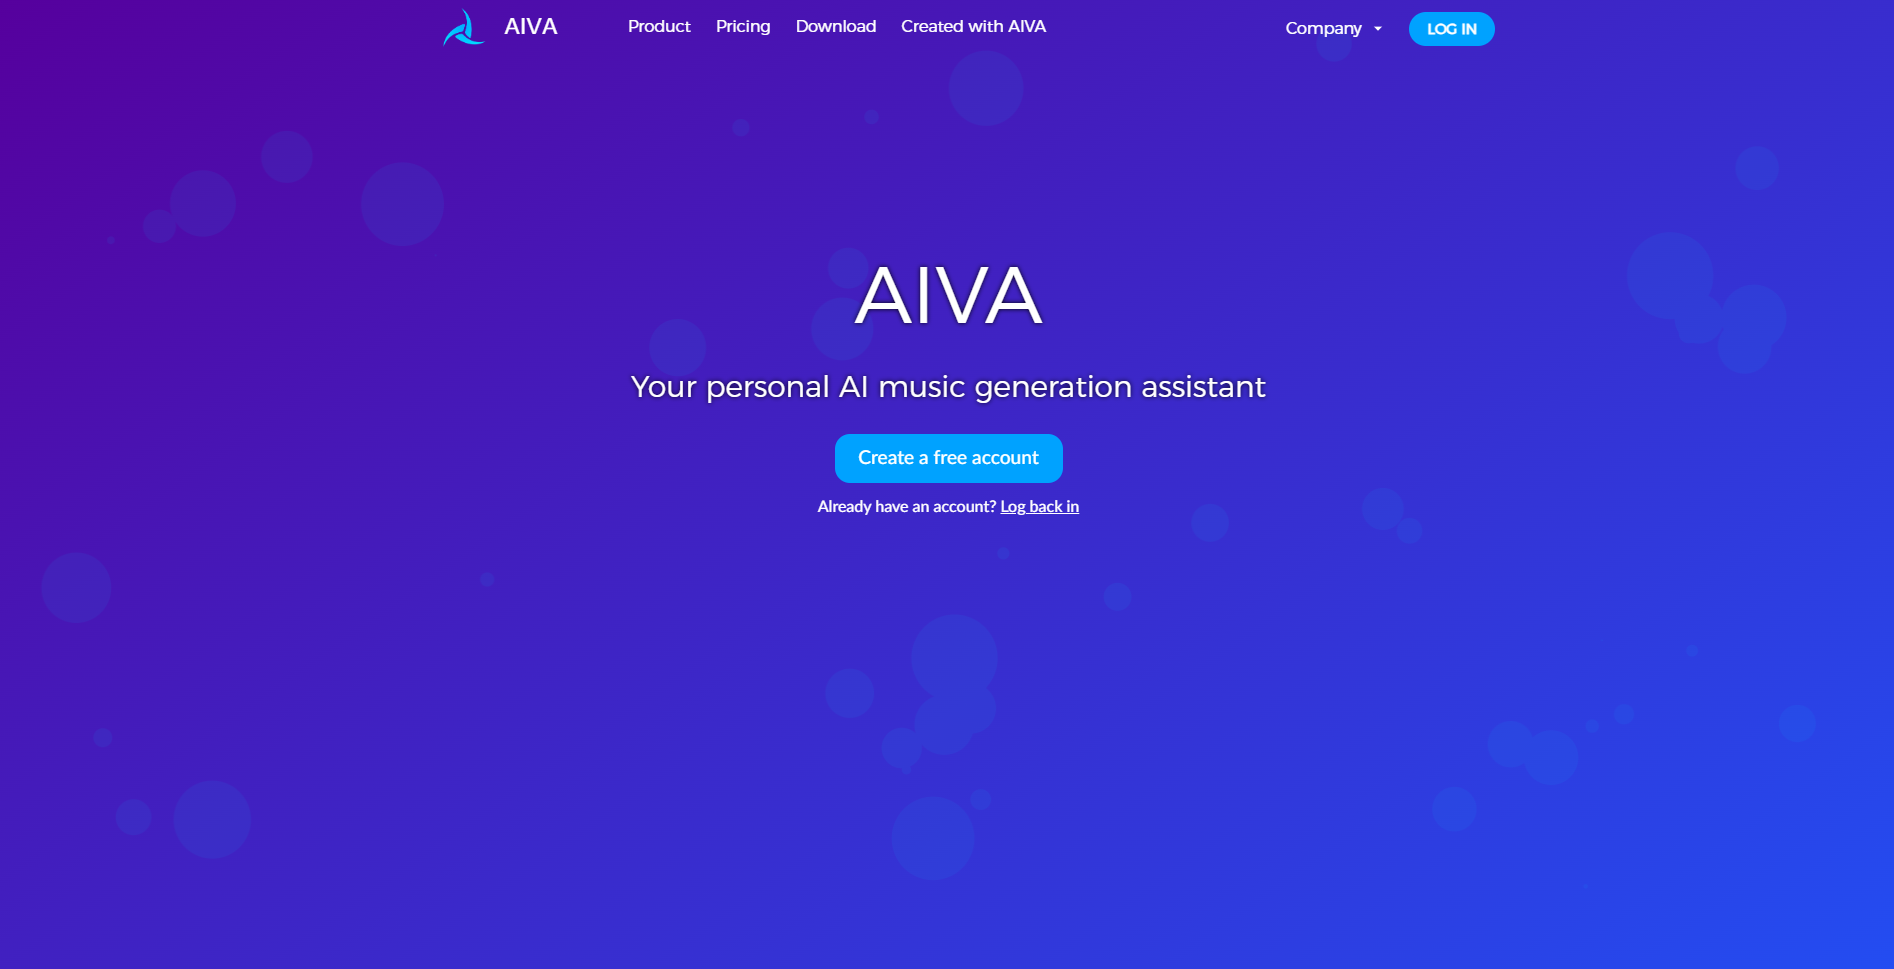 AIVA Product Pricing Download Created with AIVA Company LOG IN
AIVA
Your personal AI music generation assistant
Create a free account
Already have an account? Log back in